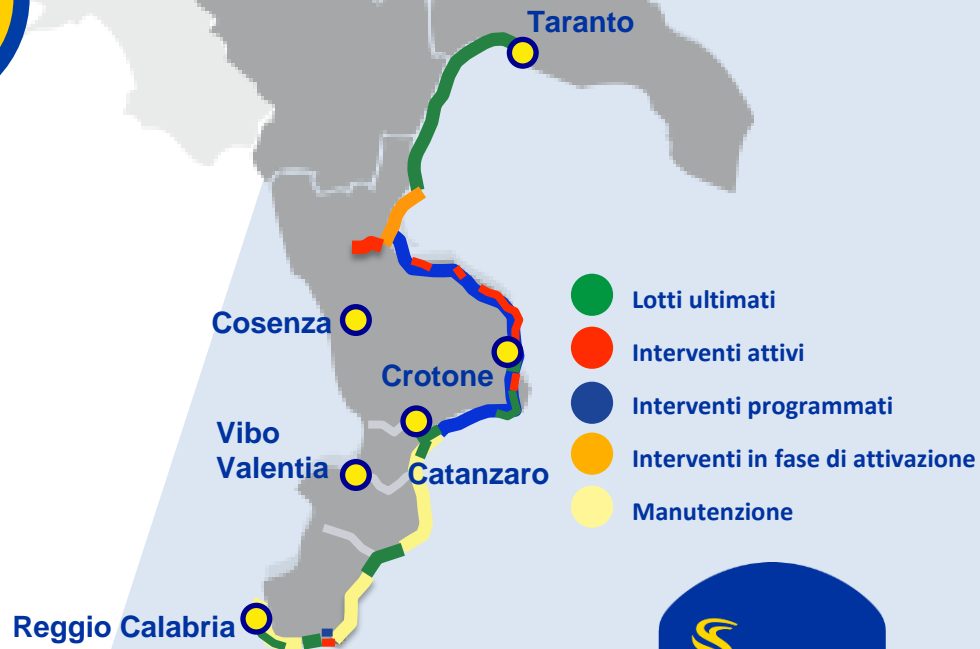 Taranto
Cosenza
Crotone
Vibo
Valentia
Catanzaro
Reggio Calabria
Lotti ultimati
Interventi attivi
Interventi programmati
Interventi in fase di attivazione
Manutenzione